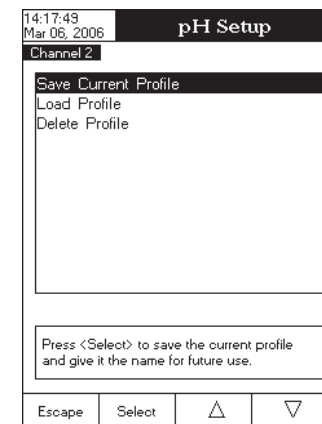 14:17:49
Mar 06, 2006
pH Setup
Channel 2
Save Current Profile
Load Profile
Delete Profile
Press <Select> to save the current profile
and give it the name for future use.
Escape Select △ ▽